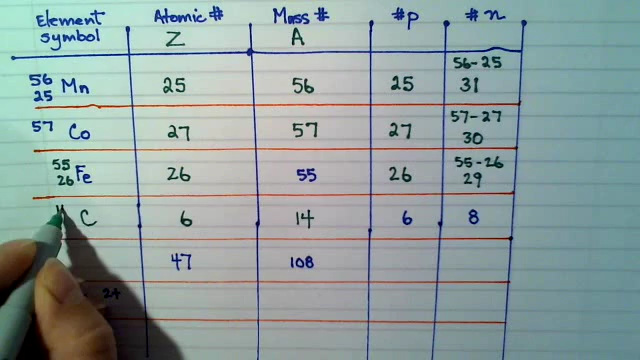 Element Atomic # Mass # #p #n
symbol Z A
56 56-25
25 Mn 25 56 25 31
57 Co 27 57 27 57-27
30
55 55-26
26 Fe 26 55 26 29
C 6 14 6 8
47 108
24